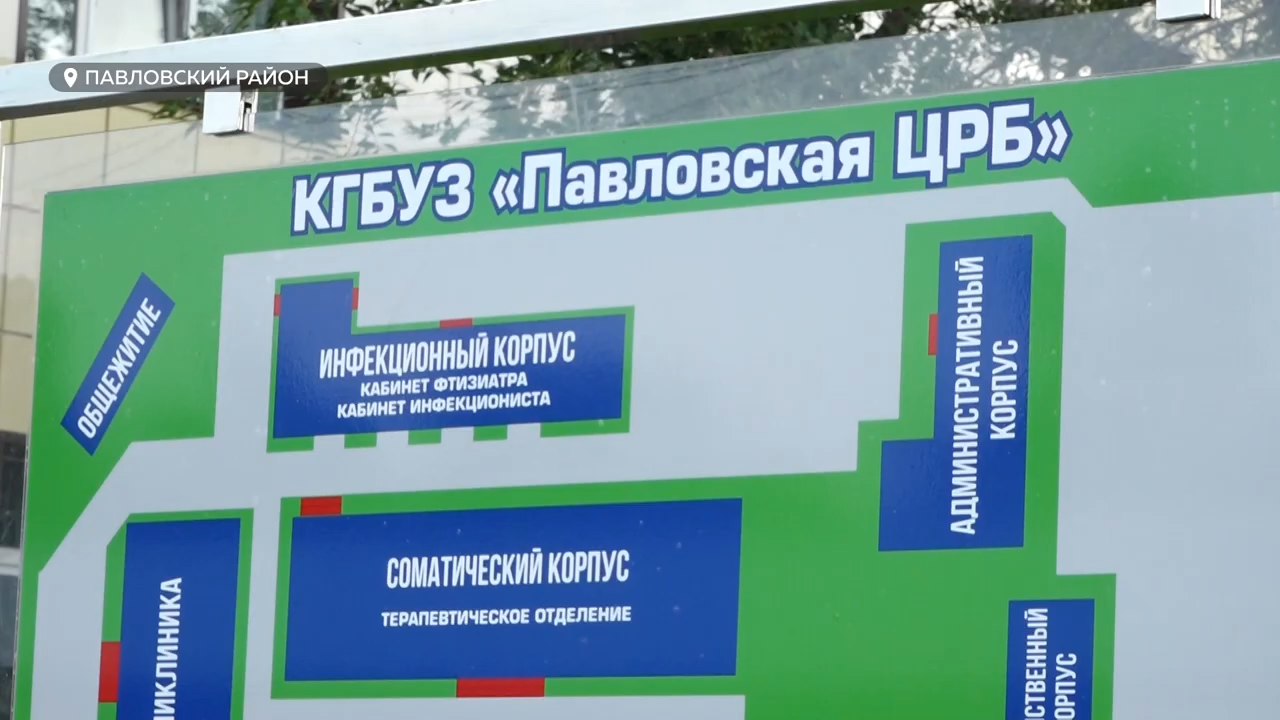 ПАВЛОВСКИЙ РАЙОН
КГБУЗ «Павловская ЦРБ»
ОБЩЕЖИТИЕ
ИНФЕКЦИОННЫЙ КОРПУС
КАБИНЕТ ФТИЗИАТРА
КАБИНЕТ ИНФЕКЦИОНИСТА
АДМИНИСТРАТИВНЫЙ
КОРПУС
СОМАТИЧЕСКИЙ КОРПУС
ТЕРАПЕВТИЧЕСКОЕ ОТДЕЛЕНИЕ